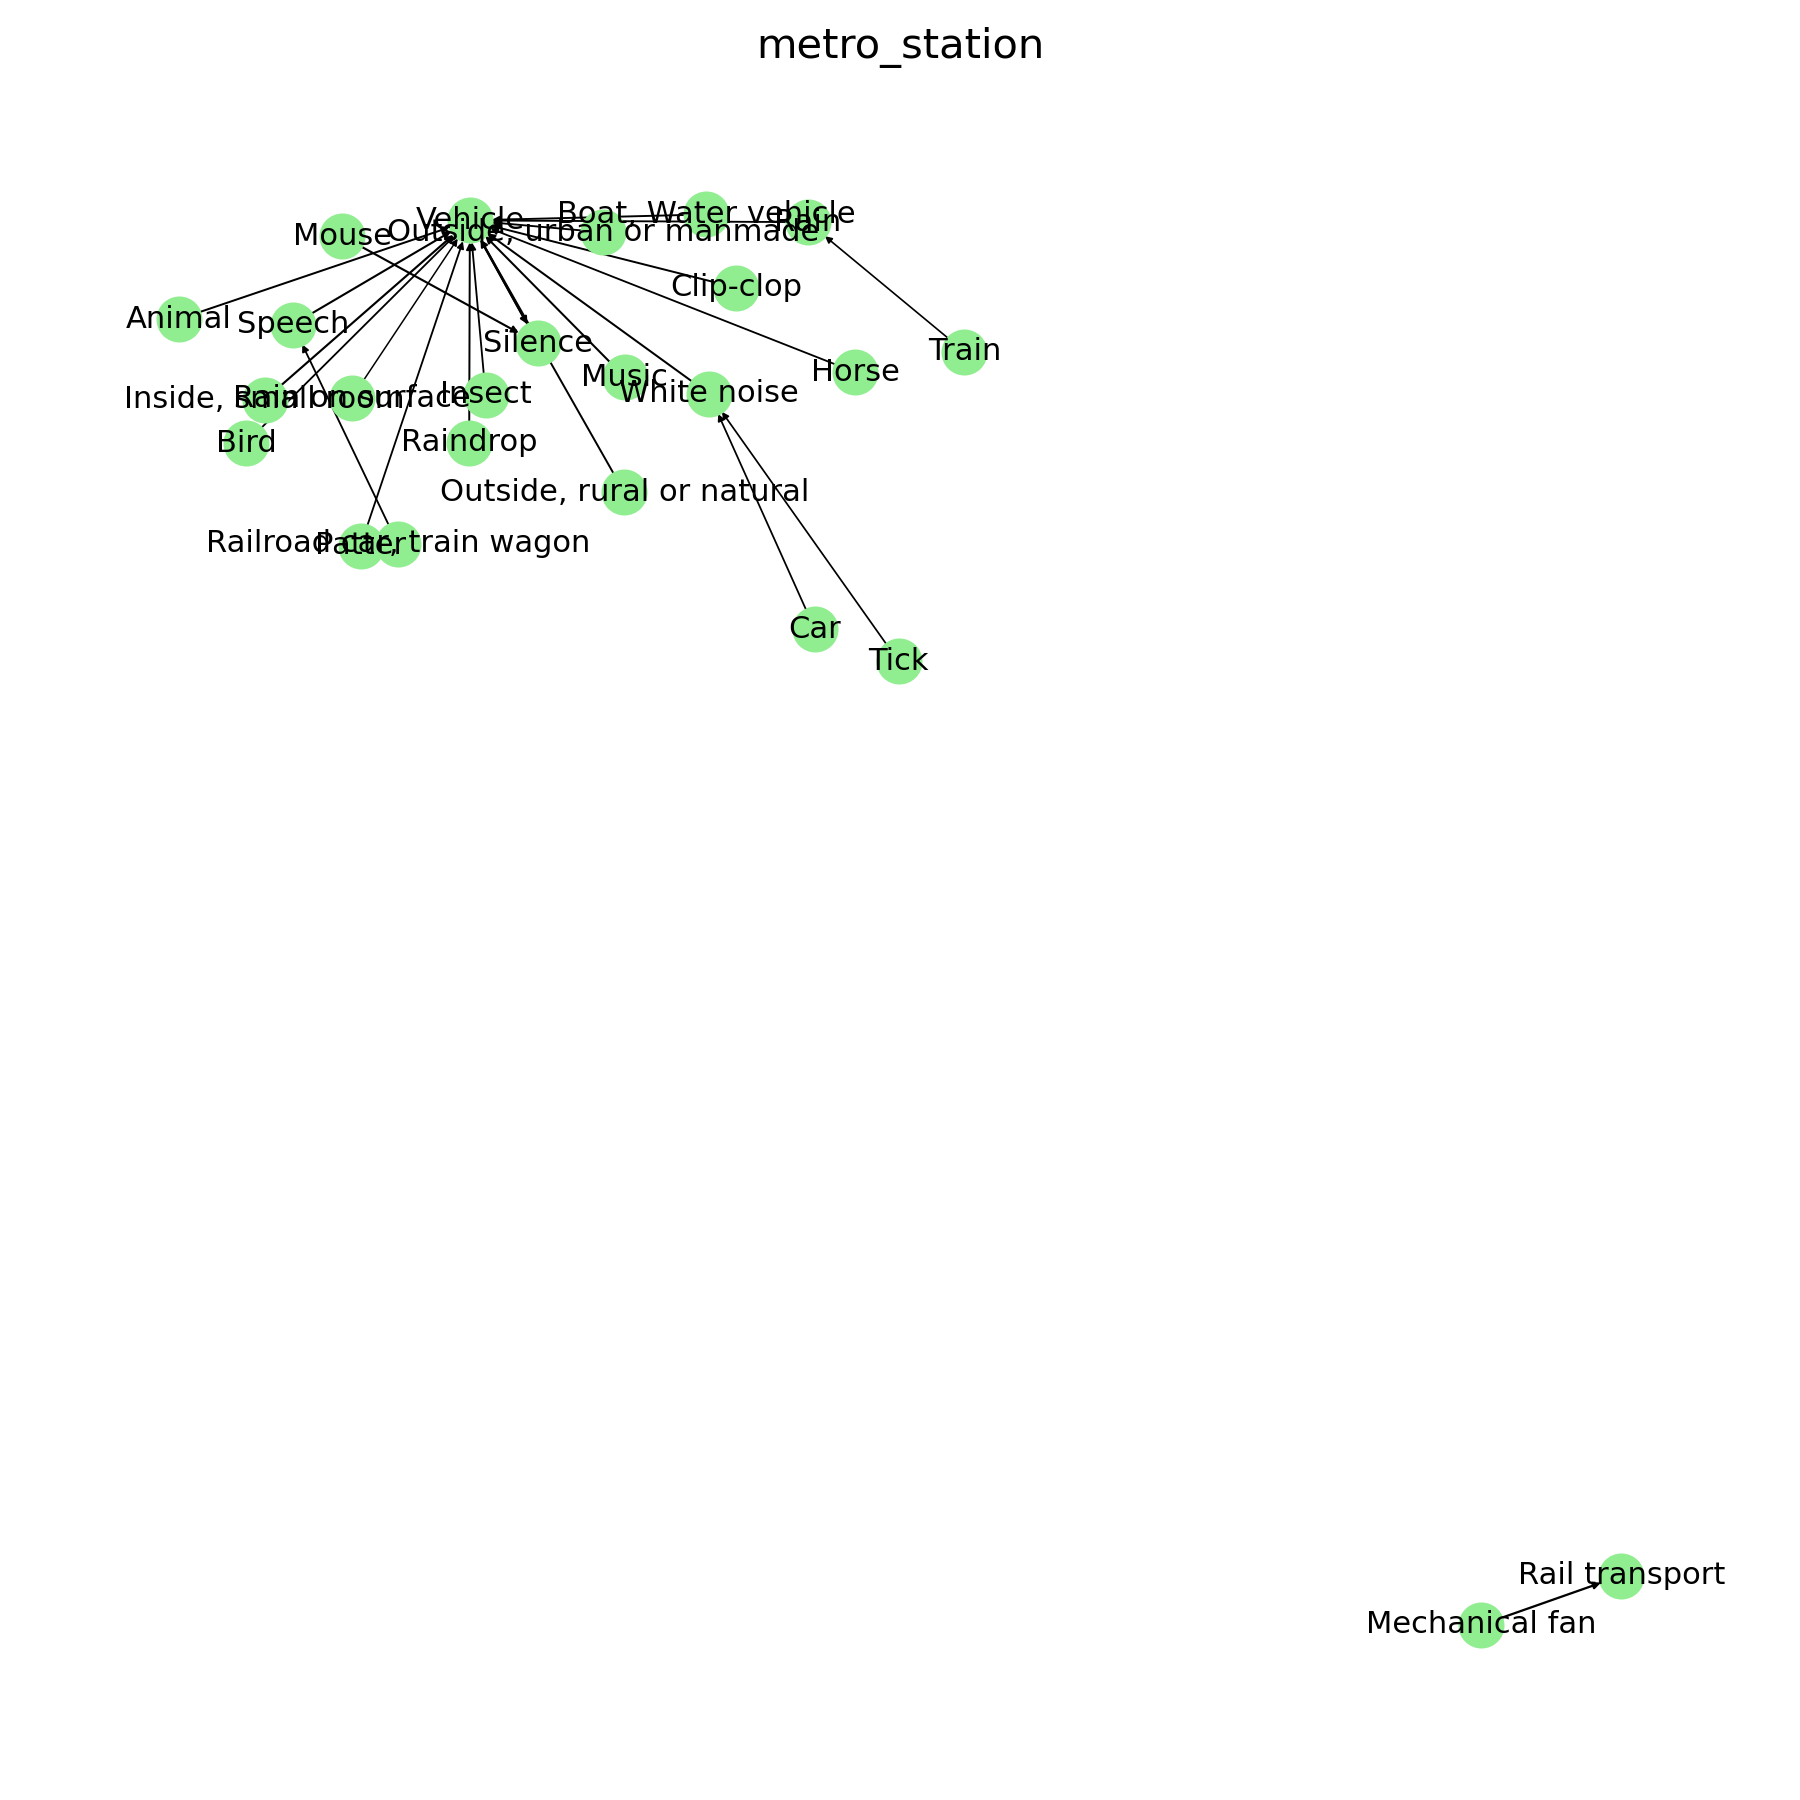 metro_station
Vehicle
Boat, Water vehicle
Rain
Mouse
Outside, urban or manmade
Clip-clop
Animal
Speech
Silence
Train
Music
Horse
Inside, small room
Rain on surface
Insect
White noise
Bird
Raindrop
Outside, rural or natural
Railroad car, train wagon
Patter
Car
Tick
Rail transport
Mechanical fan